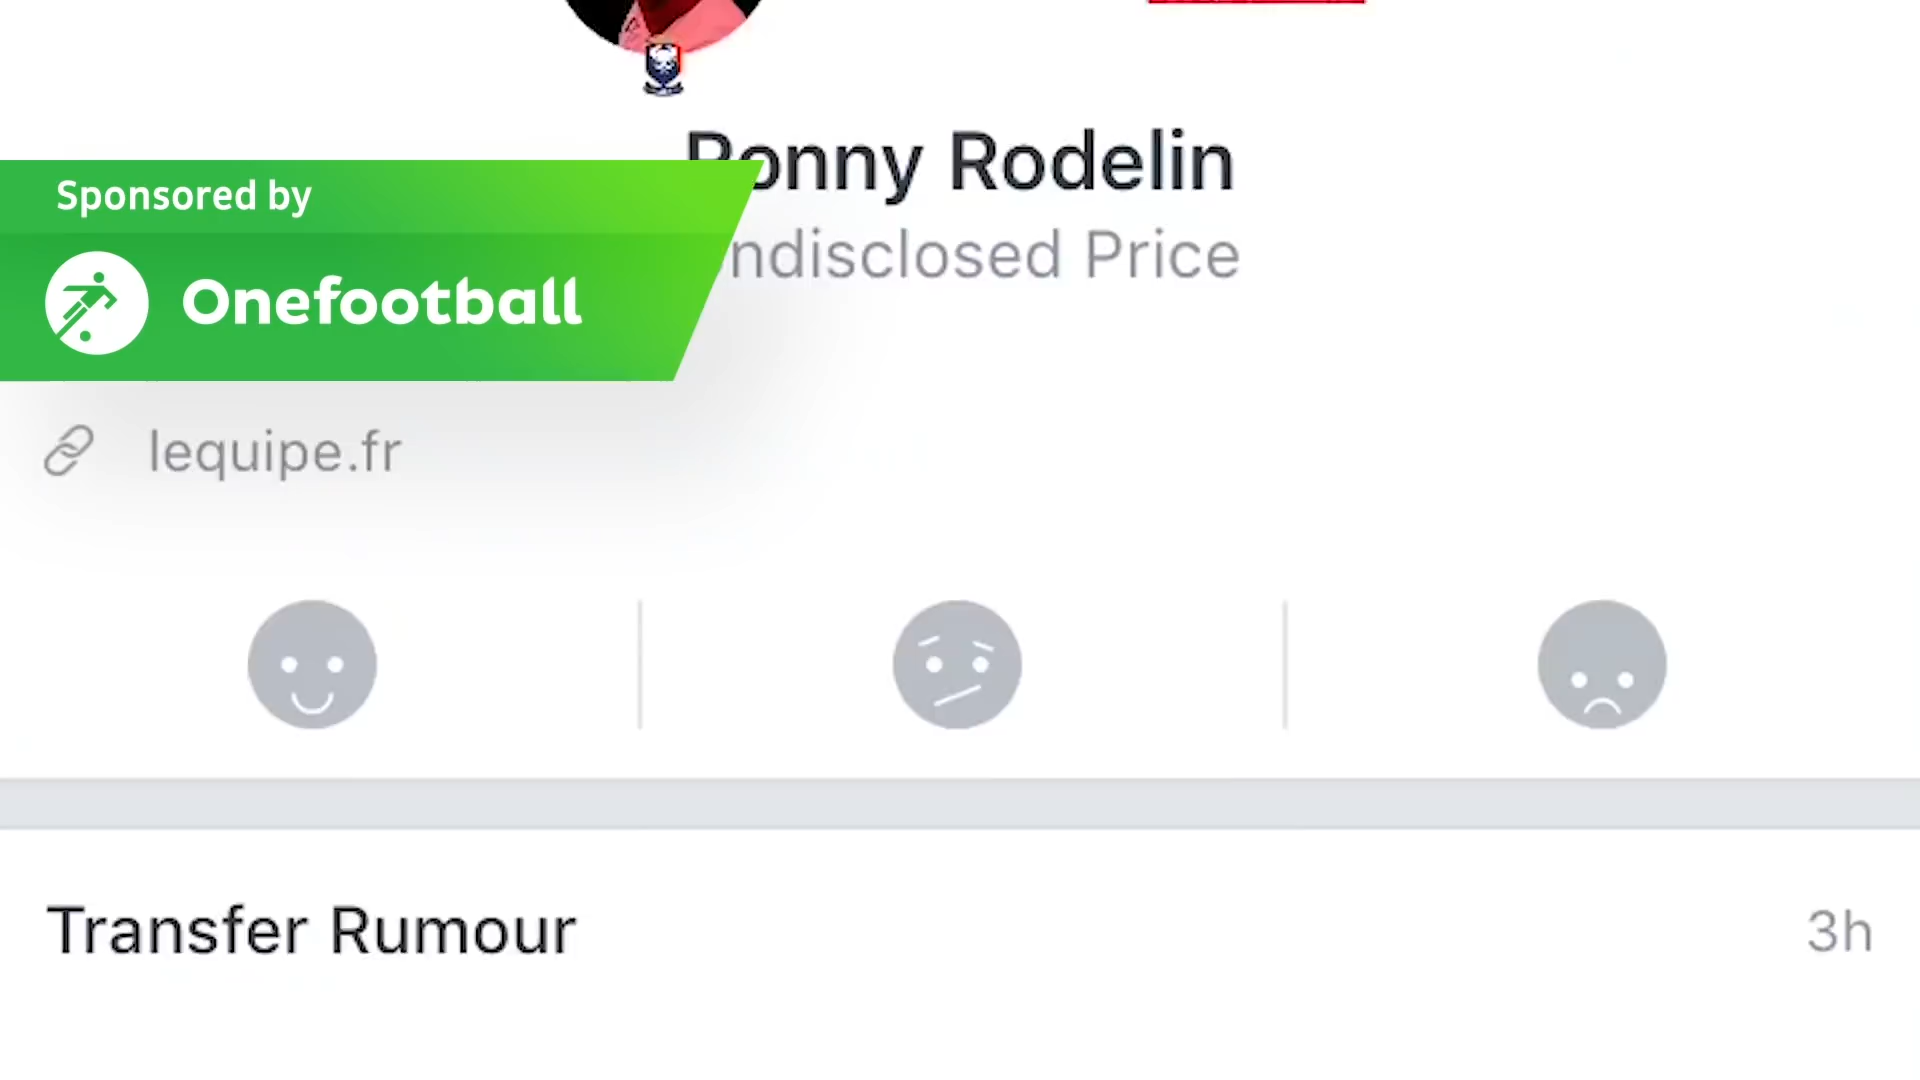 Ronny Rodelin
Sponsored by
ndisclosed Price
Onefootball
lequipe.fr
Transfer Rumour
3h